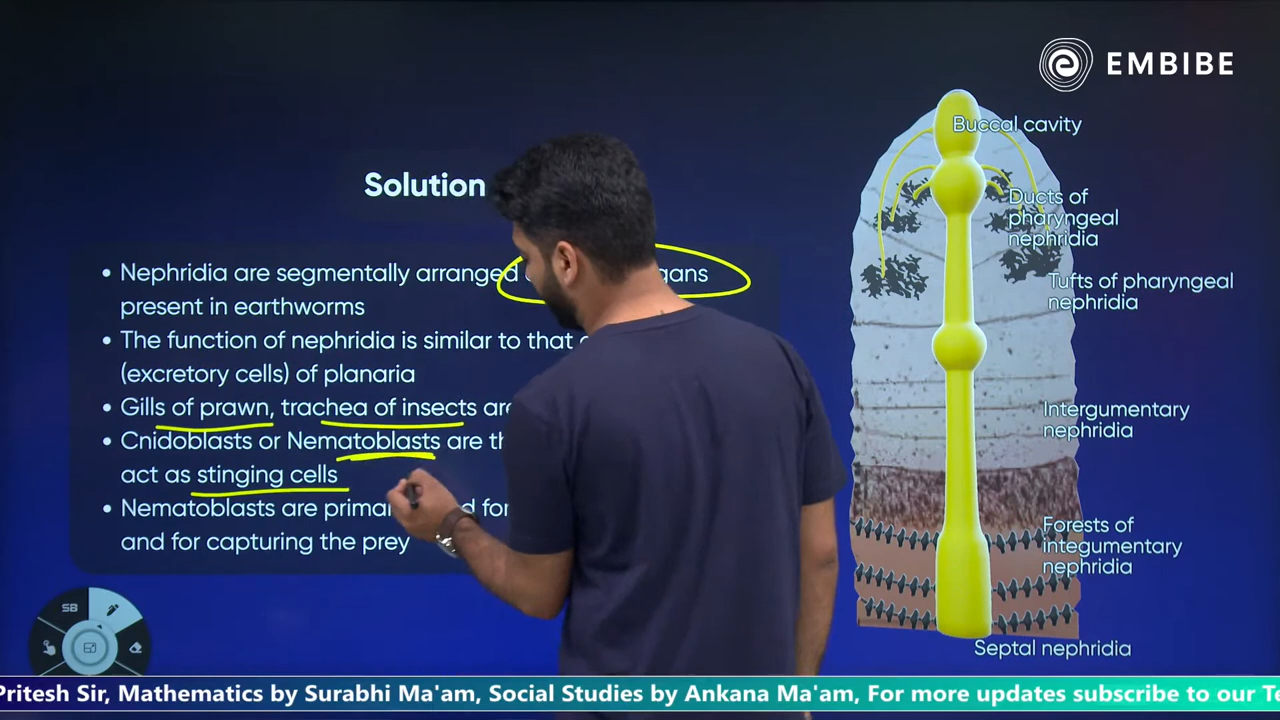 EMBIBE
Solution
• Nephridia are segmentally arranged
present in earthworms
• The function of nephridia is similar to that
(excretory cells) of planaria
• Gills of prawn, trachea of insects are
• Cnidoblasts or Nematoblasts are
act as stinging cells
• Nematoblasts are
and for capturing the prey
Buccal cavity
Ducts of
pharyngeal
nephridia
Tufts of pharyngeal
nephridia
Intergumentary
nephridia
Forests of
integumentary
nephridia
Septal nephridia
SB
Pritesh Sir, Mathematics by Surabhi Ma'am, Social Studies by Ankana Ma'am, For more updates subscribe to our